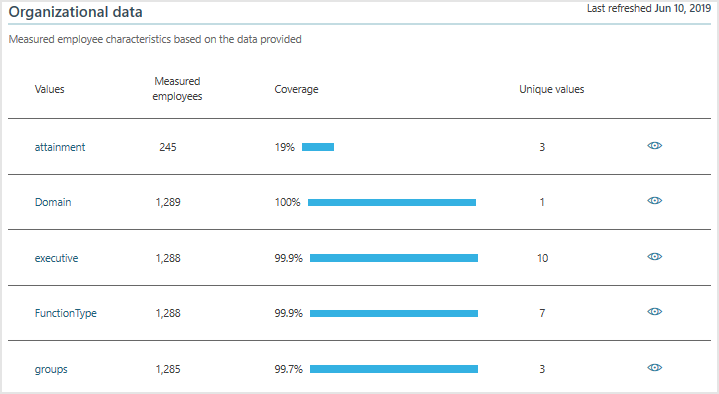 Organizational data
Last refreshed Jun 10, 2019
Measured employee characteristics based on the data provided
Values Measured employees Coverage Unique values
attainment 245 19% 3
Domain 1,289 100% 1
executive 1,288 99.9% 10
FunctionType 1,288 99.9% 7
groups 1,285 99.7% 3